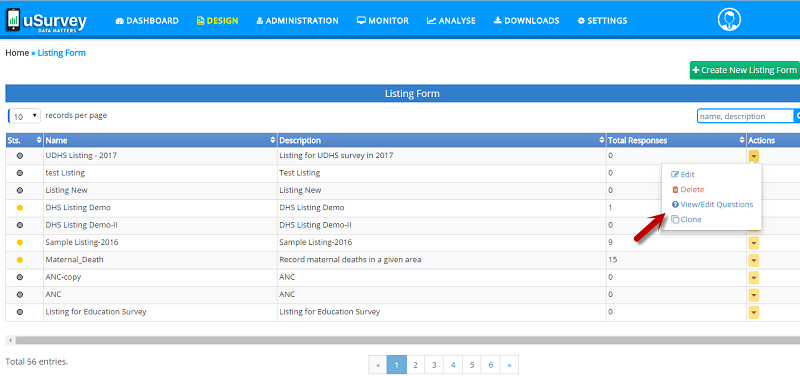 uSurvey
DATA MATTERS
DASHBOARD DESIGN ADMINISTRATION MONITOR ANALYSE DOWNLOADS SETTINGS
Home » Listing Form
+ Create New Listing Form
Listing Form
10 records per page name, description
Sts. Name Description Total Responses Actions
UDHS Listing - 2017 Listing for UDHS survey in 2017 0
test Listing Test Listing 0
Edit
Listing New Listing New 0
Delete
DHS Listing Demo DHS Listing Demo 1
View/Edit Questions
DHS Listing Demo-II DHS Listing Demo-II 0
Clone
Sample Listing-2016 Sample Listing-2016 9
Maternal_Death Record maternal deaths in a given area 15
ANC-copy ANC 0
ANC ANC 0
Listing for Education Survey Listing for Education Survey 0
Total 56 entries.
« 1 2 3 4 5 6 »